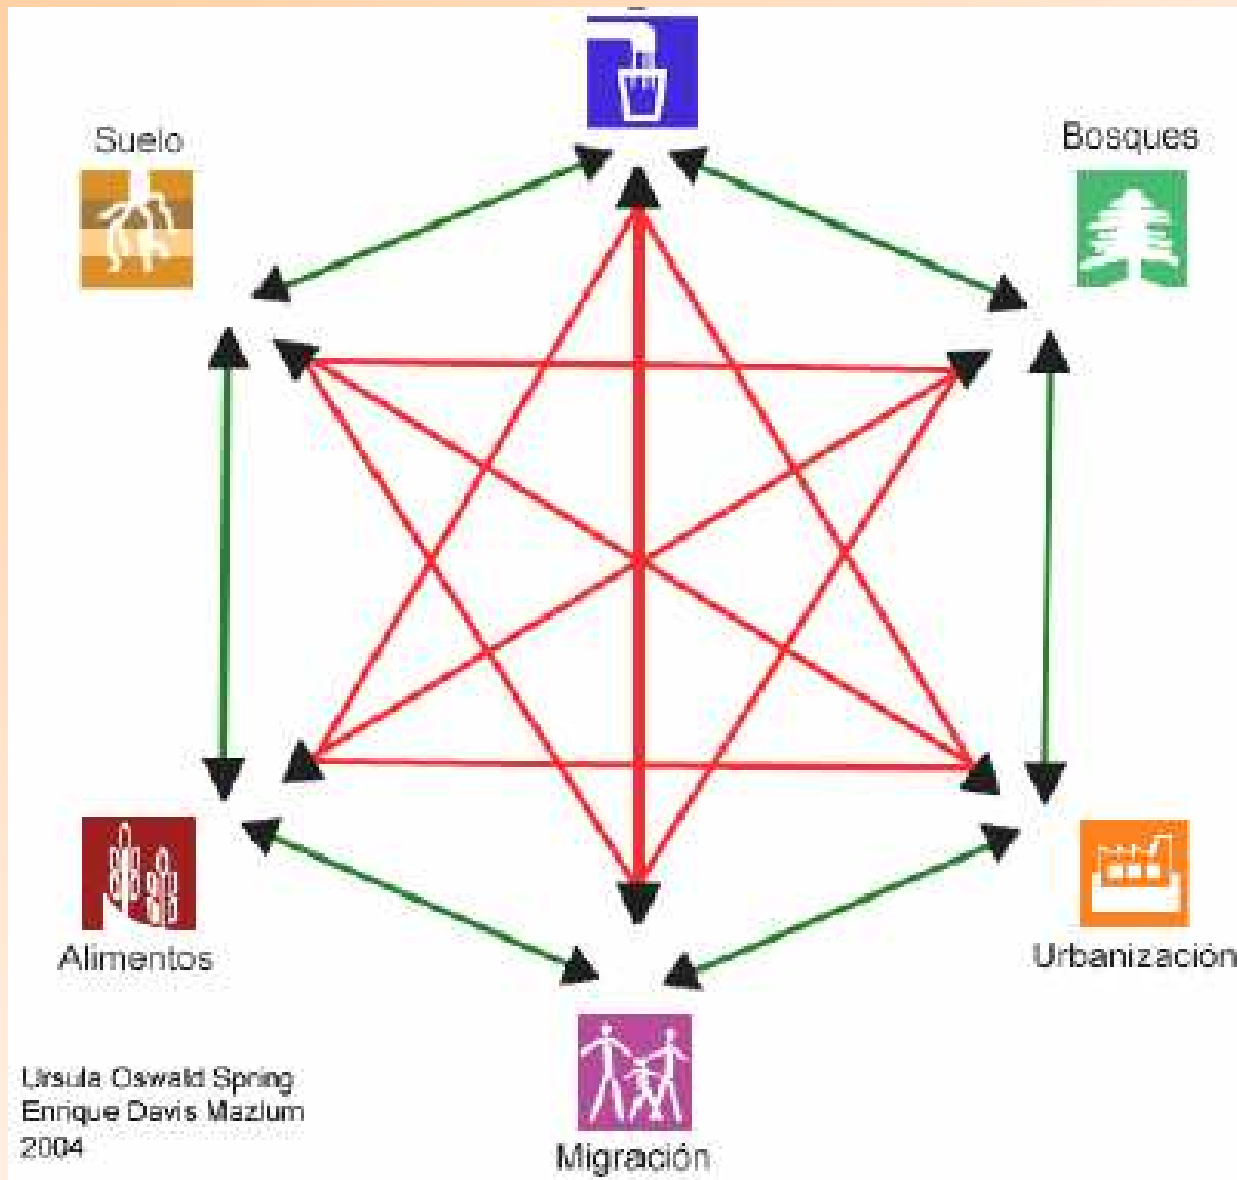 Suelo
Bosques
Alimentos
Urbanización
Migración
Ursula Oswald Spring
Enrique Davis Mazlum
2004